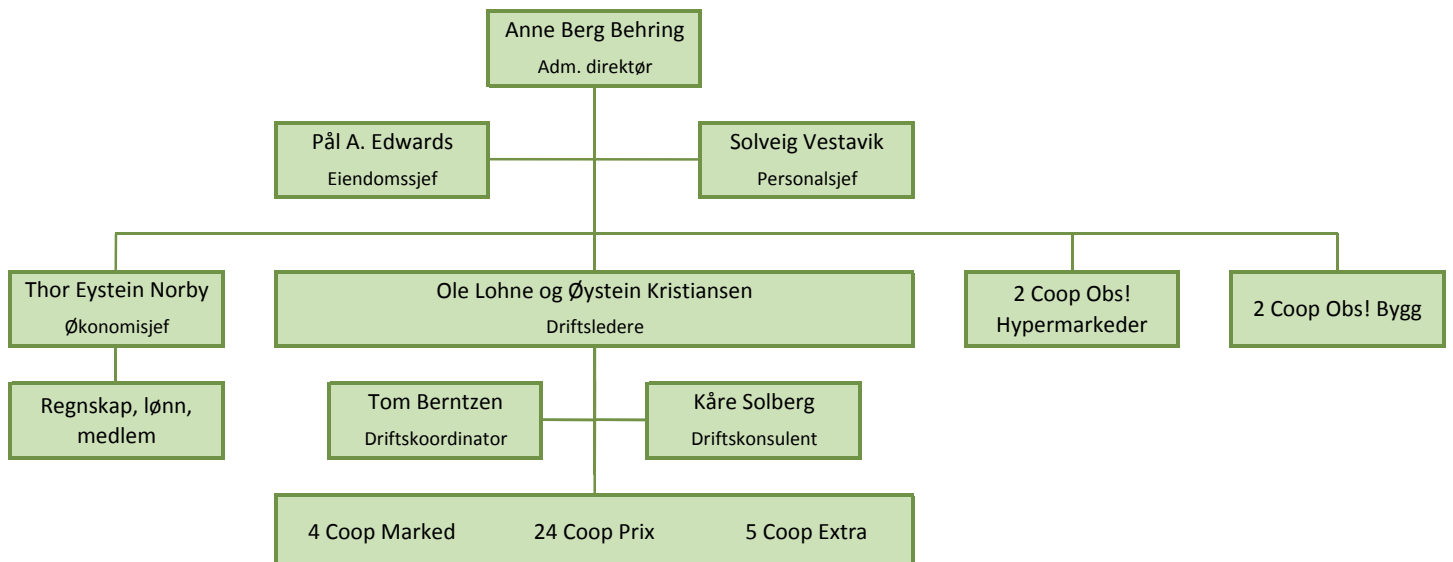 Anne Berg Behring
Adm. direktør
Pål A. Edwards
Eiendomssjef
Solveig Vestavik
Personalsjef
Thor Eystein Norby
Økonomisjef
Ole Lohne og Øystein Kristiansen
Driftsledere
2 Coop Obs!
Hypermarkeder
2 Coop Obs! Bygg
Regnskap, lønn,
medlem
Tom Berntzen
Driftskoordinator
Kåre Solberg
Driftskonsulent
4 Coop Marked 24 Coop Prix 5 Coop Extra